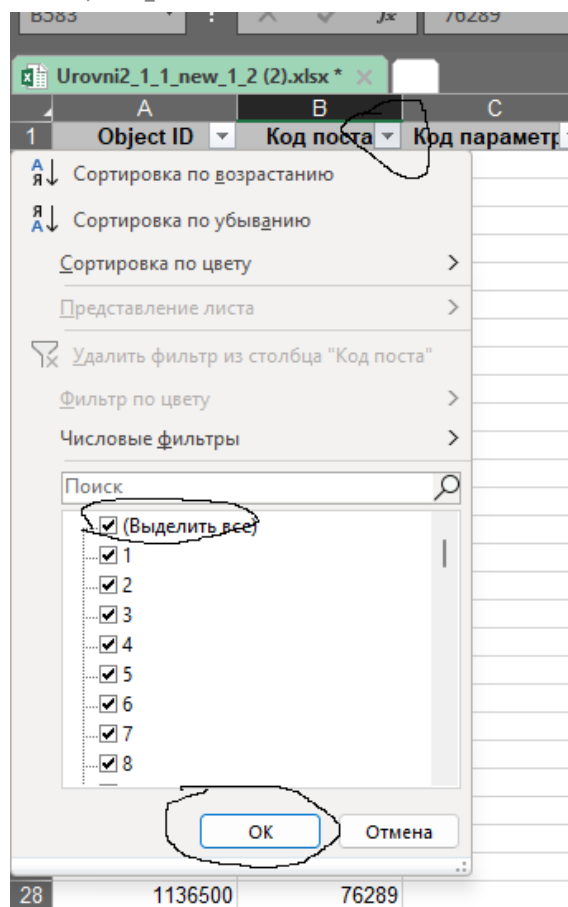 B583 fx 76289
Urovni2_1_1_new_1_2 (2).xlsx *
A B C
1 Object ID Код поста Код параметр
Сортировка по возрастанию
Сортировка по убыванию
Сортировка по цвету
Представление листа
Удалить фильтр из столбца "Код поста"
Фильтр по цвету
Числовые фильтры
Поиск
(Выделить все)
1
2
3
4
5
6
7
8
ОК Отмена
28 1136500 76289